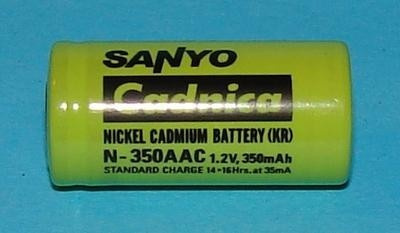 SANYO
Cadnica
NICKEL CADMIUM BATTERY (KR)
N-350AAC 1.2V, 350mAh
STANDARD CHARGE 14-16Hrs. at 35mA